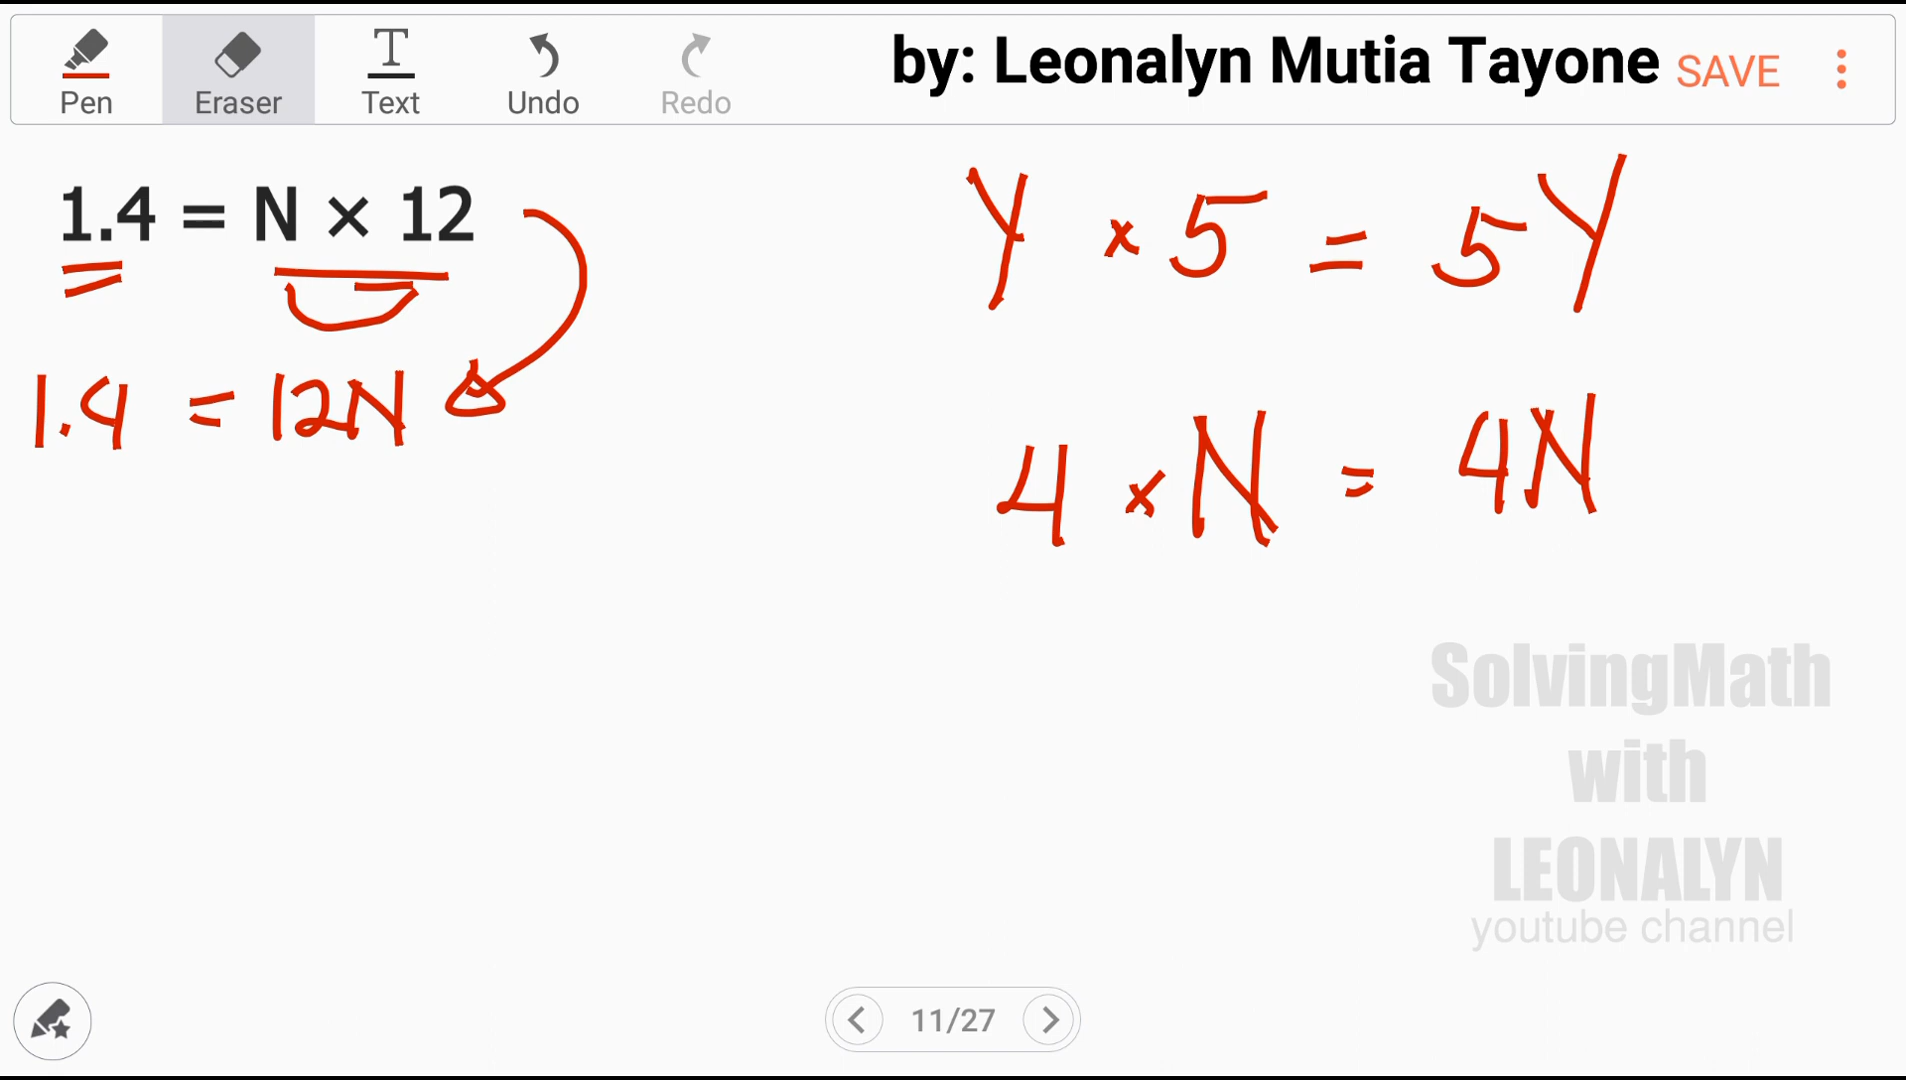 by: Leonalyn Mutia Tayone
SAVE
Pen
Eraser
Text
Undo
Redo
1.4 = N × 12
1.4 = 12N
Y × 5 = 5Y
4 × N = 4N
SolvingMath
with
LEONALYN
youtube channel
11/27